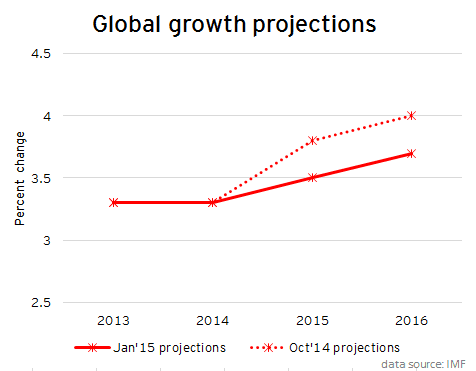 Global growth projections
4.5
4
3.5
3
2.5
Percent change
2013 2014 2015 2016
Jan'15 projections Oct'14 projections
data source: IMF